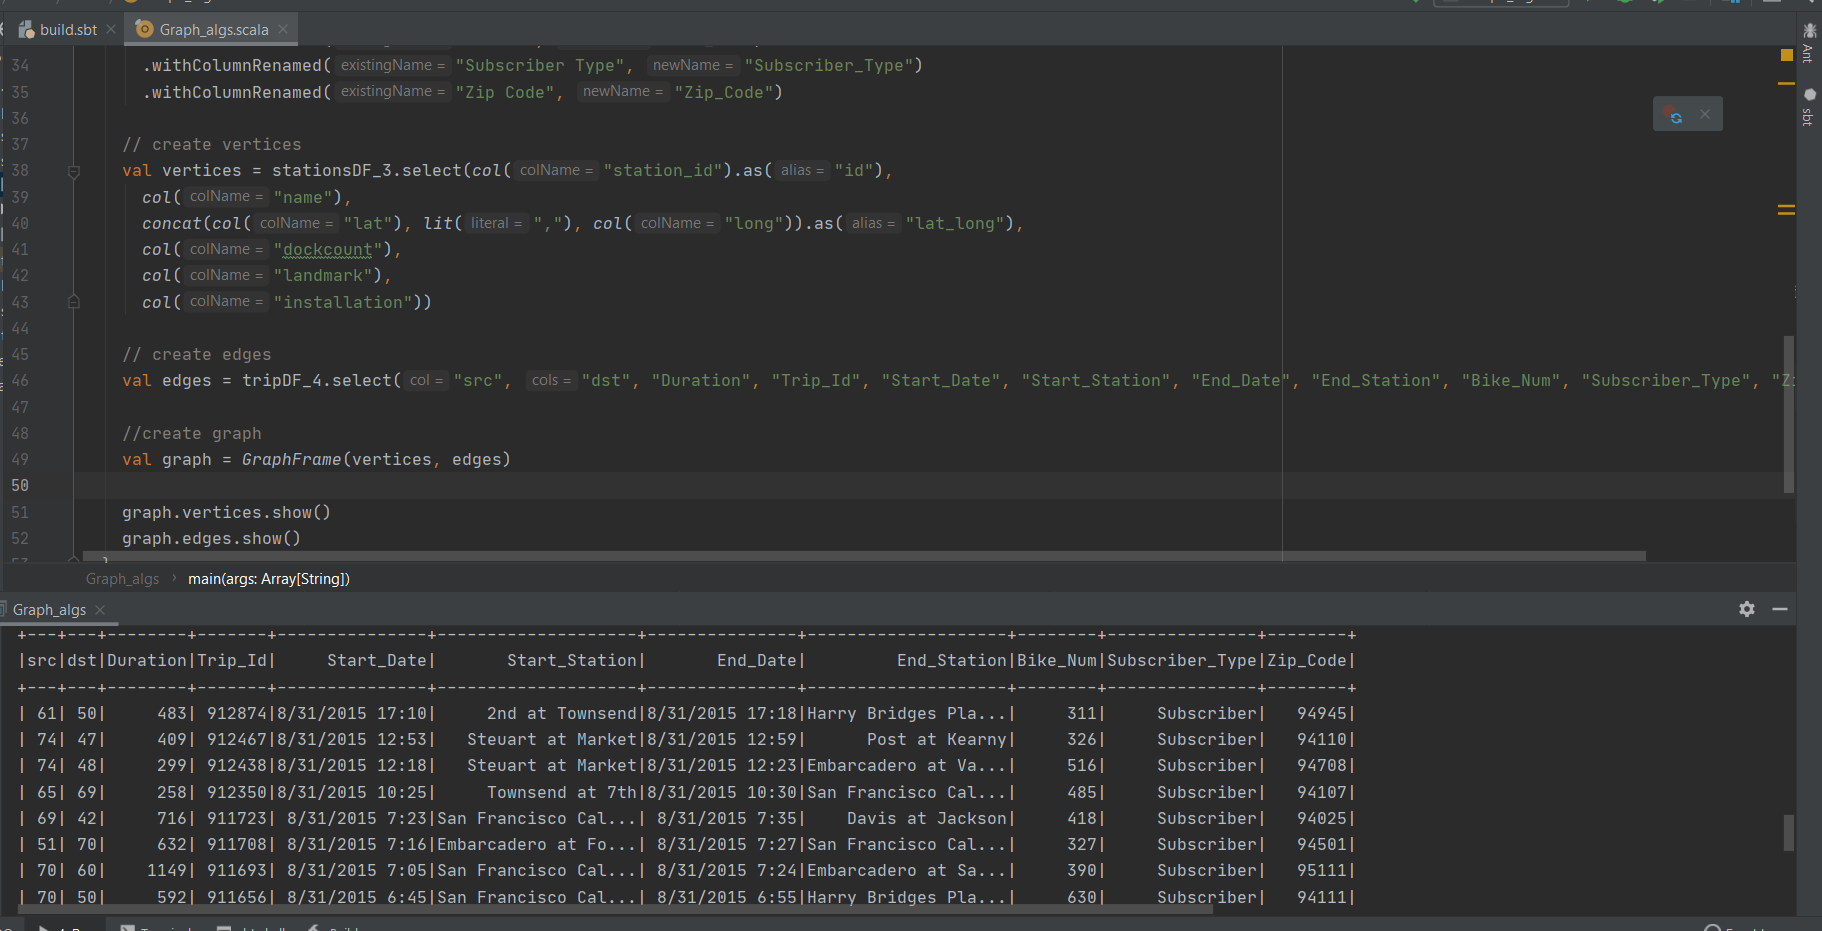 build.sbt
Graph_algs.scala
Ant
sbt
34 .withColumnRenamed( existingName = "Subscriber Type", newName = "Subscriber_Type")
35 .withColumnRenamed( existingName = "Zip Code", newName = "Zip_Code")
36
37 // create vertices
38 val vertices = stationsDF_3.select(col( colName = "station_id").as( alias = "id"),
39 col( colName = "name"),
40 concat(col( colName = "lat"), lit( literal = ","), col( colName = "long")).as( alias = "lat_long"),
41 col( colName = "dockcount"),
42 col( colName = "landmark"),
43 col( colName = "installation"))
44
45 // create edges
46 val edges = tripDF_4.select( col = "src", cols = "dst", "Duration", "Trip_Id", "Start_Date", "Start_Station", "End_Date", "End_Station", "Bike_Num", "Subscriber_Type",
47
48 //create graph
49 val graph = GraphFrame(vertices, edges)
50
51 graph.vertices.show()
52 graph.edges.show()
Graph_algs › main(args: Array[String])
Graph_algs
+---+---+--------+-------+---------------+--------------------+---------------+--------------------+--------+---------------+--------+
|src|dst|Duration|Trip_Id|     Start_Date|       Start_Station|       End_Date|         End_Station|Bike_Num|Subscriber_Type|Zip_Code|
+---+---+--------+-------+---------------+--------------------+---------------+--------------------+--------+---------------+--------+
| 61| 50|     483| 912874|8/31/2015 17:10|     2nd at Townsend|8/31/2015 17:18|Harry Bridges Pla...|     311|     Subscriber|   94945|
| 74| 47|     409| 912467|8/31/2015 12:53|   Steuart at Market|8/31/2015 12:59|      Post at Kearny|     326|     Subscriber|   94110|
| 74| 48|     299| 912438|8/31/2015 12:18|   Steuart at Market|8/31/2015 12:23|Embarcadero at Va...|     516|     Subscriber|   94708|
| 65| 69|     258| 912350|8/31/2015 10:25|     Townsend at 7th|8/31/2015 10:30|San Francisco Cal...|     485|     Subscriber|   94107|
| 69| 42|     716| 911723| 8/31/2015 7:23|San Francisco Cal...| 8/31/2015 7:35|    Davis at Jackson|     418|     Subscriber|   94025|
| 51| 70|     632| 911708| 8/31/2015 7:16|Embarcadero at Fo...| 8/31/2015 7:27|San Francisco Cal...|     327|     Subscriber|   94501|
| 70| 60|    1149| 911693| 8/31/2015 7:05|San Francisco Cal...| 8/31/2015 7:24|Embarcadero at Sa...|     390|     Subscriber|   95111|
| 70| 50|     592| 911656| 8/31/2015 6:45|San Francisco Cal...| 8/31/2015 6:55|Harry Bridges Pla...|     630|     Subscriber|   94111|